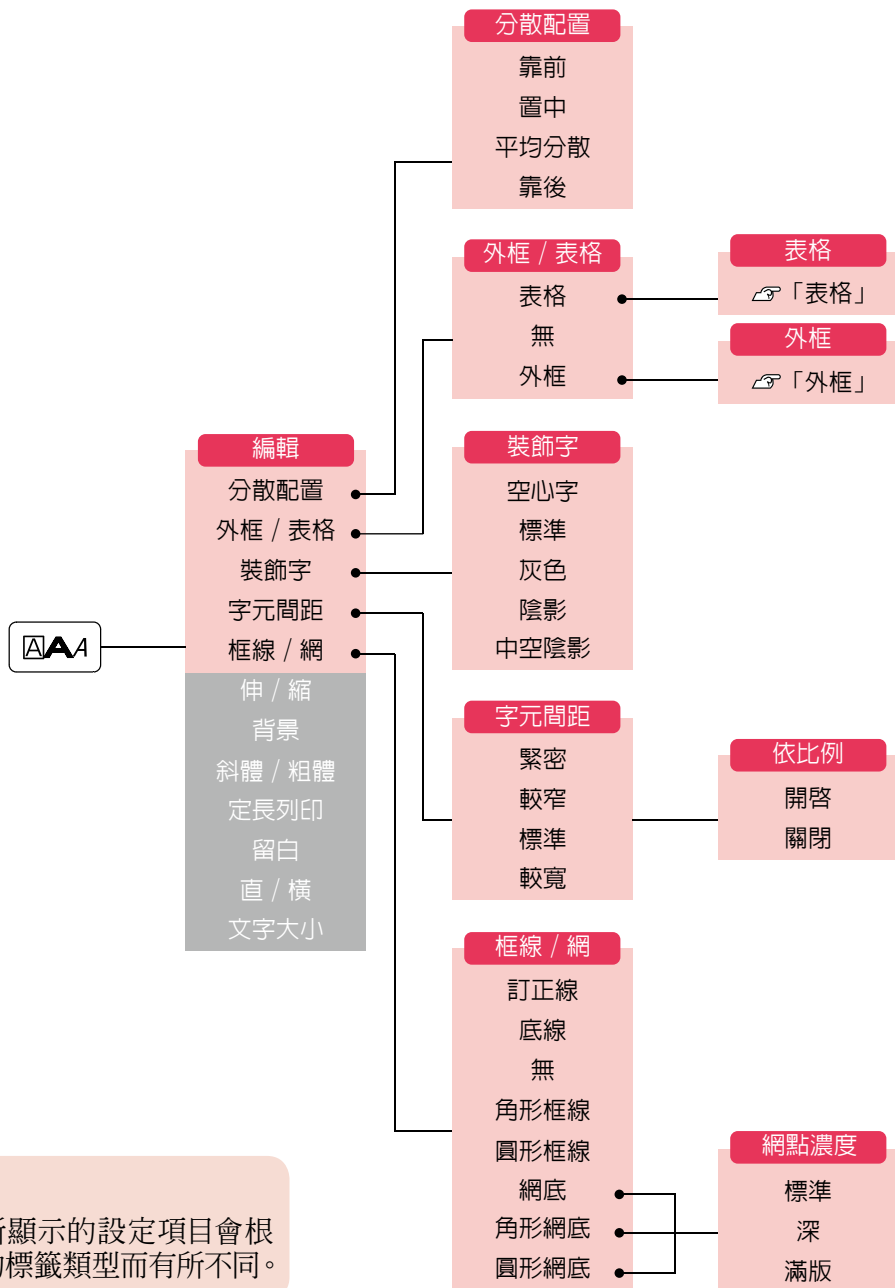 分散配置
靠前
置中
平均分散
靠後
外框 / 表格
表格
無
外框
表格
「表格」
外框
「外框」
編輯
分散配置
外框 / 表格
裝飾字
字元間距
框線 / 網
伸 / 縮
背景
斜體 / 粗體
定長列印
留白
直 / 橫
文字大小
AAA
裝飾字
空心字
標準
灰色
陰影
中空陰影
字元間距
緊密
較窄
標準
較寬
依比例
開啓
關閉
框線 / 網
訂正線
底線
無
角形框線
圓形框線
網底
角形網底
圓形網底
網點濃度
標準
深
滿版
顯示的設定項目會根
標籤類型而有所不同。